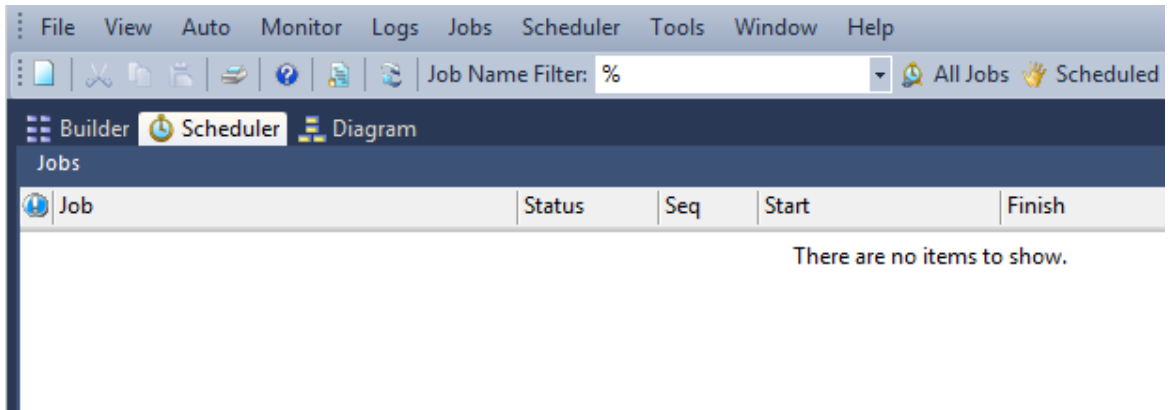 File View Auto Monitor Logs Jobs Scheduler Tools Window Help
Job Name Filter: % All Jobs Scheduled
Builder Scheduler Diagram
Jobs
Job Status Seq Start Finish
There are no items to show.